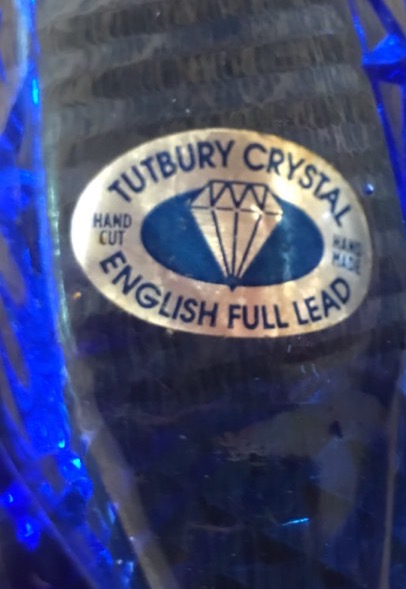 TUTBURY CRYSTAL
HAND
CUT
HAND
MADE
ENGLISH FULL LEAD